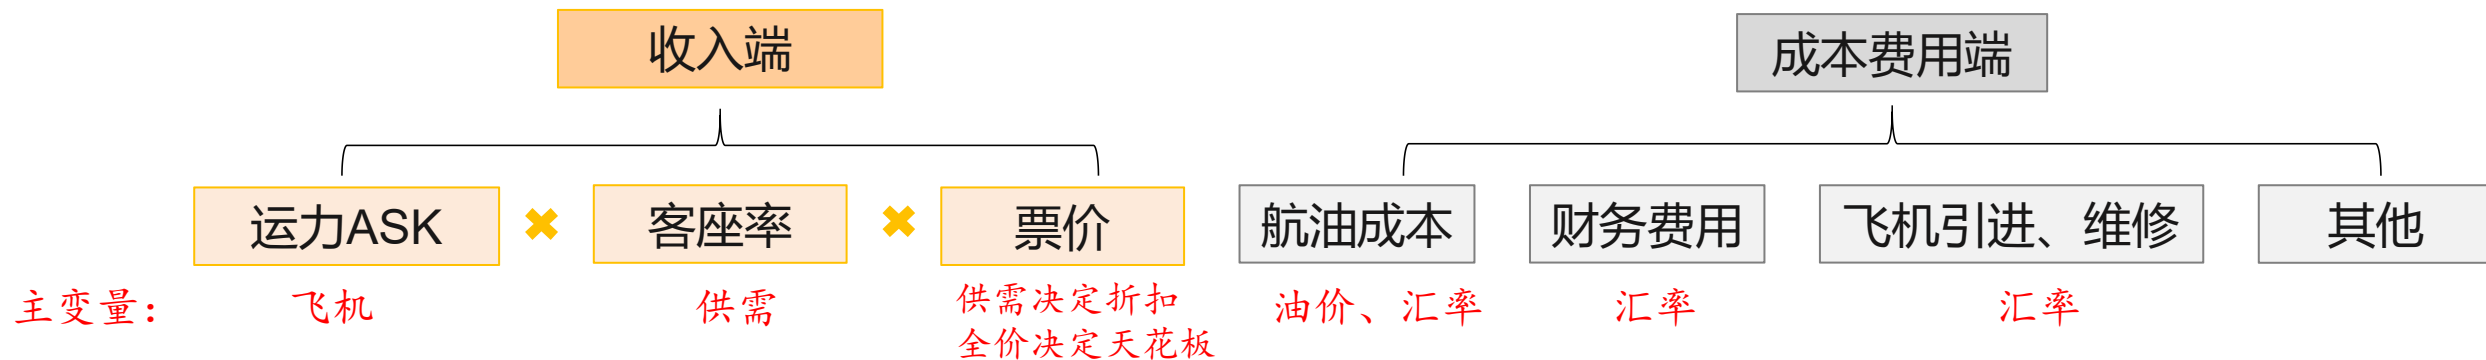 收入端
成本费用端
运力ASK
客座率
票价
航油成本
财务费用
飞机引进、维修
其他
主变量：
飞机
供需
供需决定折扣
全价决定天花板
油价、汇率
汇率
汇率